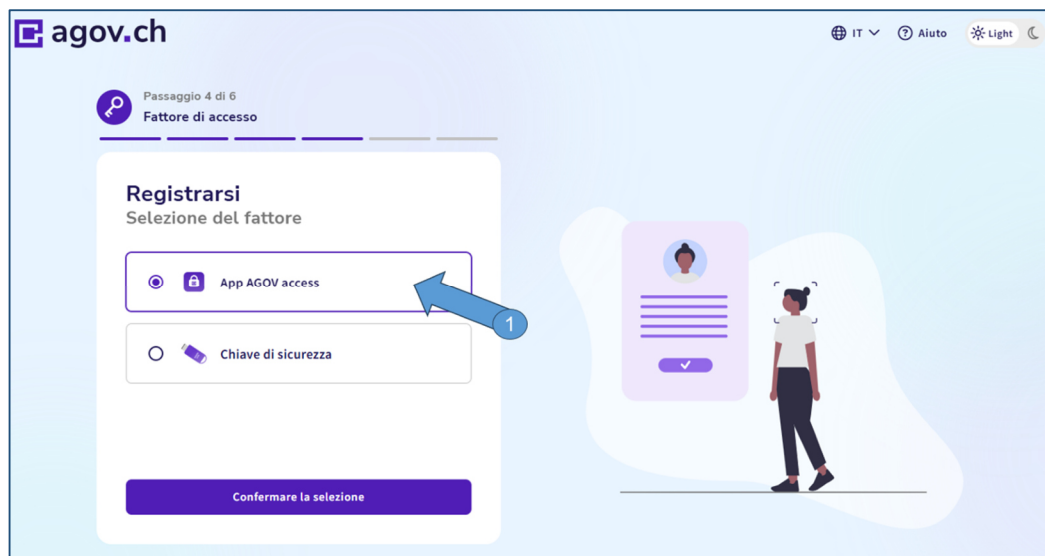 agov.ch
IT Aiuto Light
Passaggio 4 di 6
Fattore di accesso
Registrarsi
Selezione del fattore
App AGOV access
1
Chiave di sicurezza
Confermare la selezione